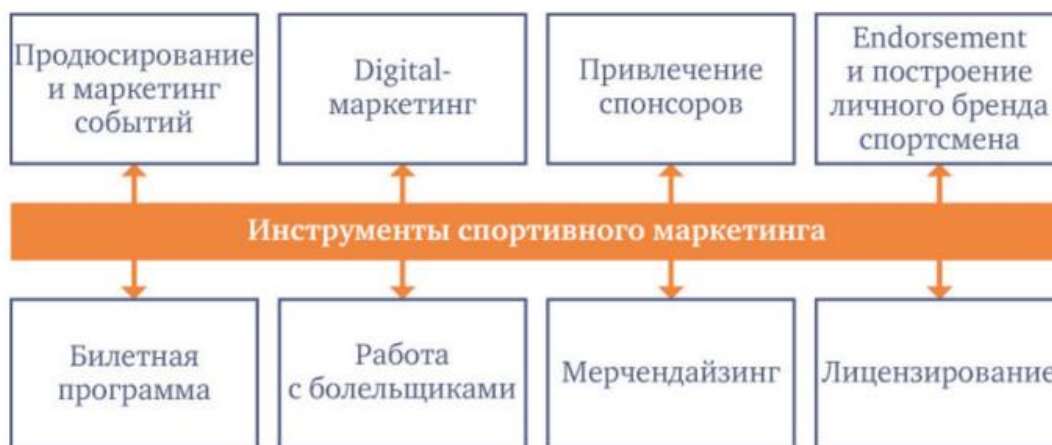 Продюсирование
и маркетинг
событий
Digital-
маркетинг
Привлечение
спонсоров
Endorsement
и построение
личного бренда
спортсмена
Инструменты спортивного маркетинга
Билетная
программа
Работа
с болельщиками
Мерчендайзинг
Лицензирование